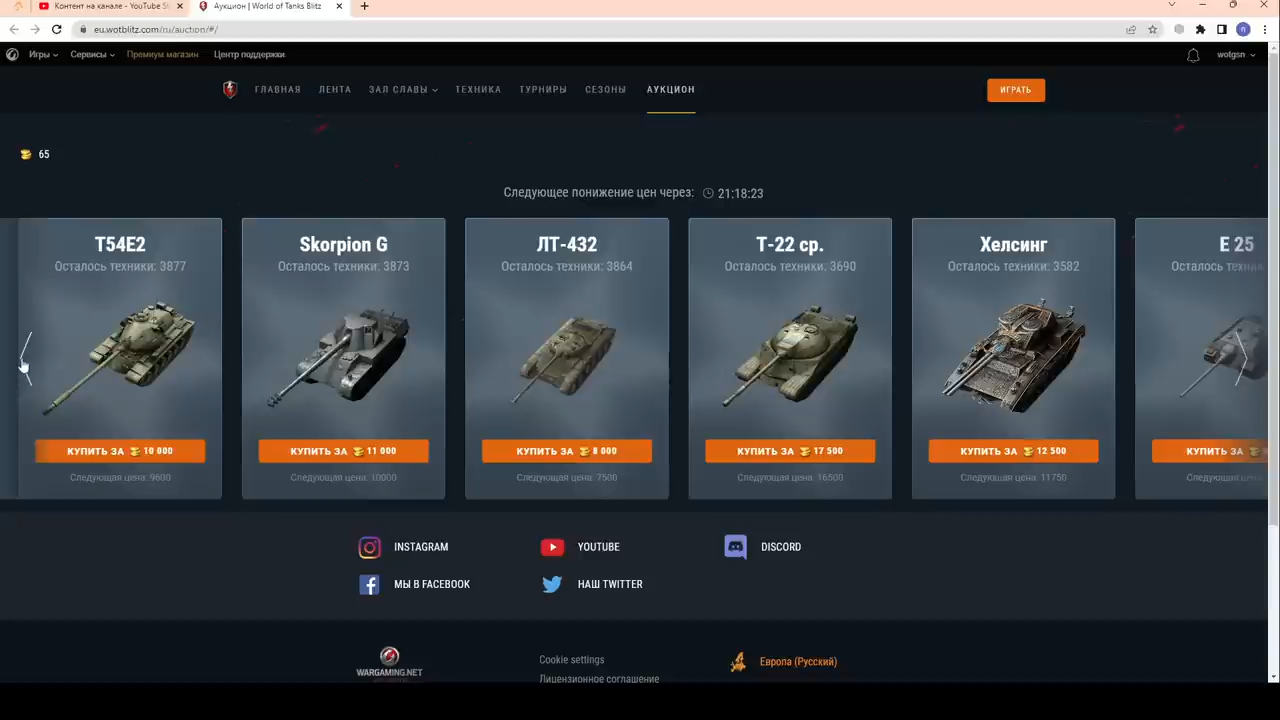 Контент на канале - YouTube St
Аукцион | World of Tanks Blitz
eu.wotblitz.com/ru/auction/#/
n
Игры
Сервисы
Премиум магазин
Центр поддержки
wotgsn
ГЛАВНАЯ
ЛЕНТА
ЗАЛ СЛАВЫ
ТЕХНИКА
ТУРНИРЫ
СЕЗОНЫ
АУКЦИОН
ИГРАТЬ
65
Следующее понижение цен через: 21:18:23
T54E2
Осталось техники: 3877
КУПИТЬ ЗА 10 000
Следующая цена: 9600
Skorpion G
Осталось техники: 3873
КУПИТЬ ЗА 11 000
Следующая цена: 10000
ЛТ-432
Осталось техники: 3864
КУПИТЬ ЗА 8 000
Следующая цена: 7500
Т-22 ср.
Осталось техники: 3690
КУПИТЬ ЗА 17 500
Следующая цена: 16500
Хелсинг
Осталось техники: 3582
КУПИТЬ ЗА 12 500
Следующая цена: 11750
E 25
КУПИТЬ ЗА
INSTAGRAM
YOUTUBE
DISCORD
МЫ В FACEBOOK
НАШ TWITTER
WARGAMING.NET
Cookie settings
Лицензионное соглашение
Европа (Русский)